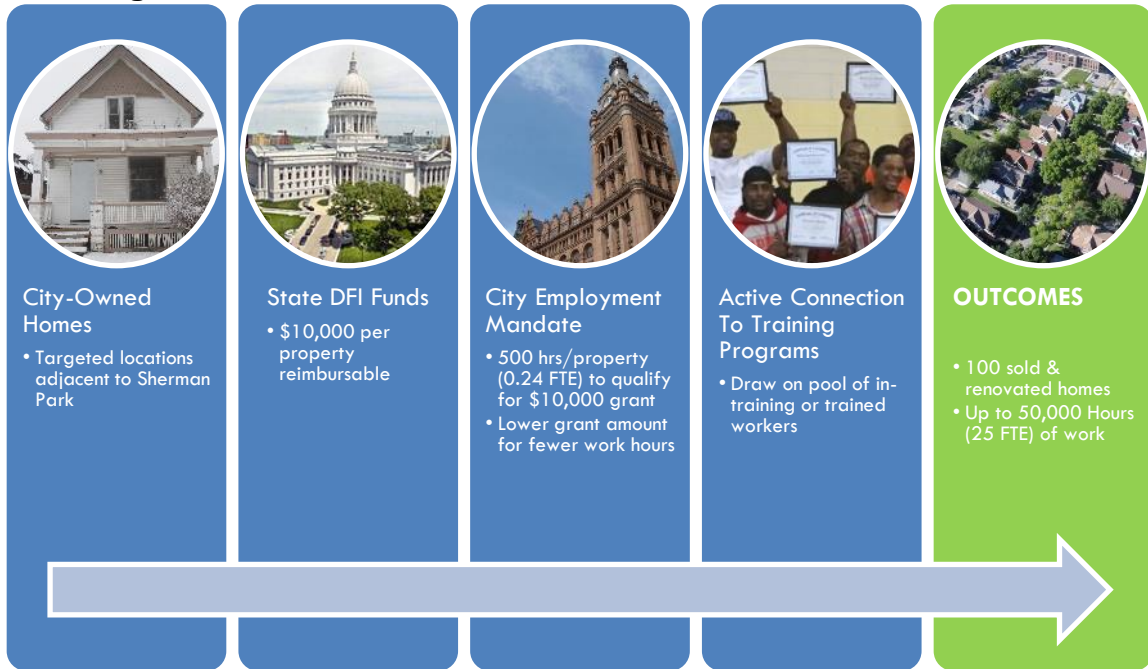 City-Owned
Homes
• Targeted locations
adjacent to Sherman
Park
State DFI Funds
• $10,000 per
property
reimbursable
City Employment
Mandate
• 500 hrs/property
(0.24 FTE) to qualify
for $10,000 grant
• Lower grant amount
for fewer work hours
Active Connection
To Training
Programs
• Draw on pool of in-
training or trained
workers
OUTCOMES
• 100 sold &
renovated homes
• Up to 50,000 Hours
(25 FTE) of work